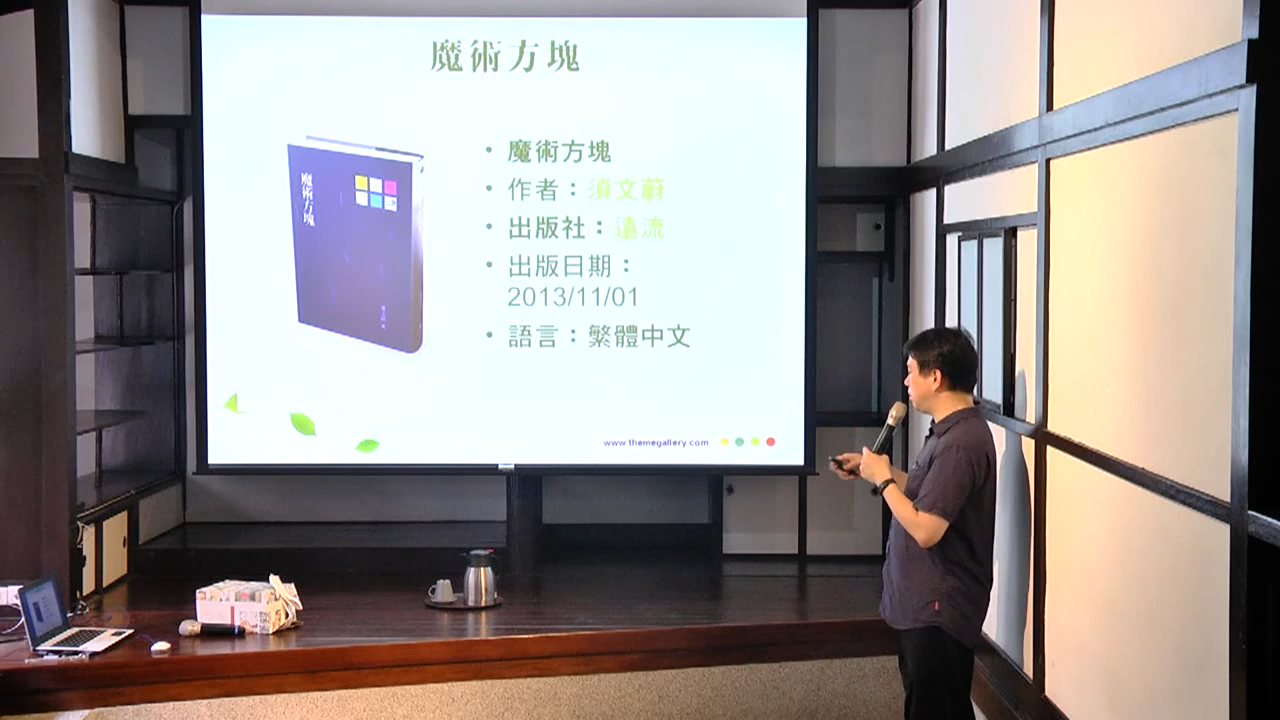 魔術方塊
魔術方塊
魔術方塊
作者：須文蔚
出版社：遠流
出版日期：
2013/11/01
語言：繁體中文
www.themegallery.com